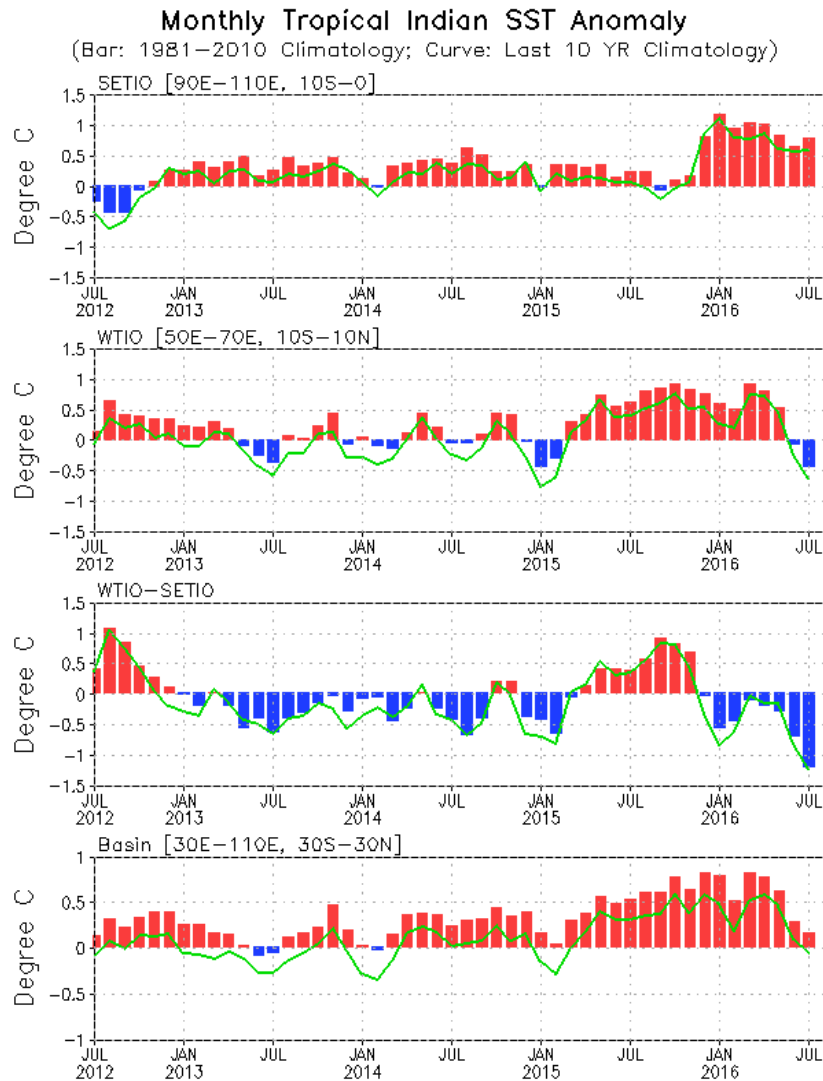 Monthly Tropical Indian SST Anomaly
(Bar: 1981−2010 Climatology; Curve: Last 10 YR Climatology)
SETIO [90E−110E, 10S−0]
Degree C
1.5
1
0.5
0
−0.5
−1
−1.5
JUL JAN JUL JAN JUL JAN JUL JAN JUL
2012 2013 2014 2015 2016
WTIO [50E−70E, 10S−10N]
Degree C
1.5
1
0.5
0
−0.5
−1
−1.5
JUL JAN JUL JAN JUL JAN JUL JAN JUL
2012 2013 2014 2015 2016
WTIO−SETIO
Degree C
1.5
1
0.5
0
−0.5
−1
−1.5
JUL JAN JUL JAN JUL JAN JUL JAN JUL
2012 2013 2014 2015 2016
Basin [30E−110E, 30S−30N]
Degree C
1
0.5
0
−0.5
−1
JUL JAN JUL JAN JUL JAN JUL JAN JUL
2012 2013 2014 2015 2016